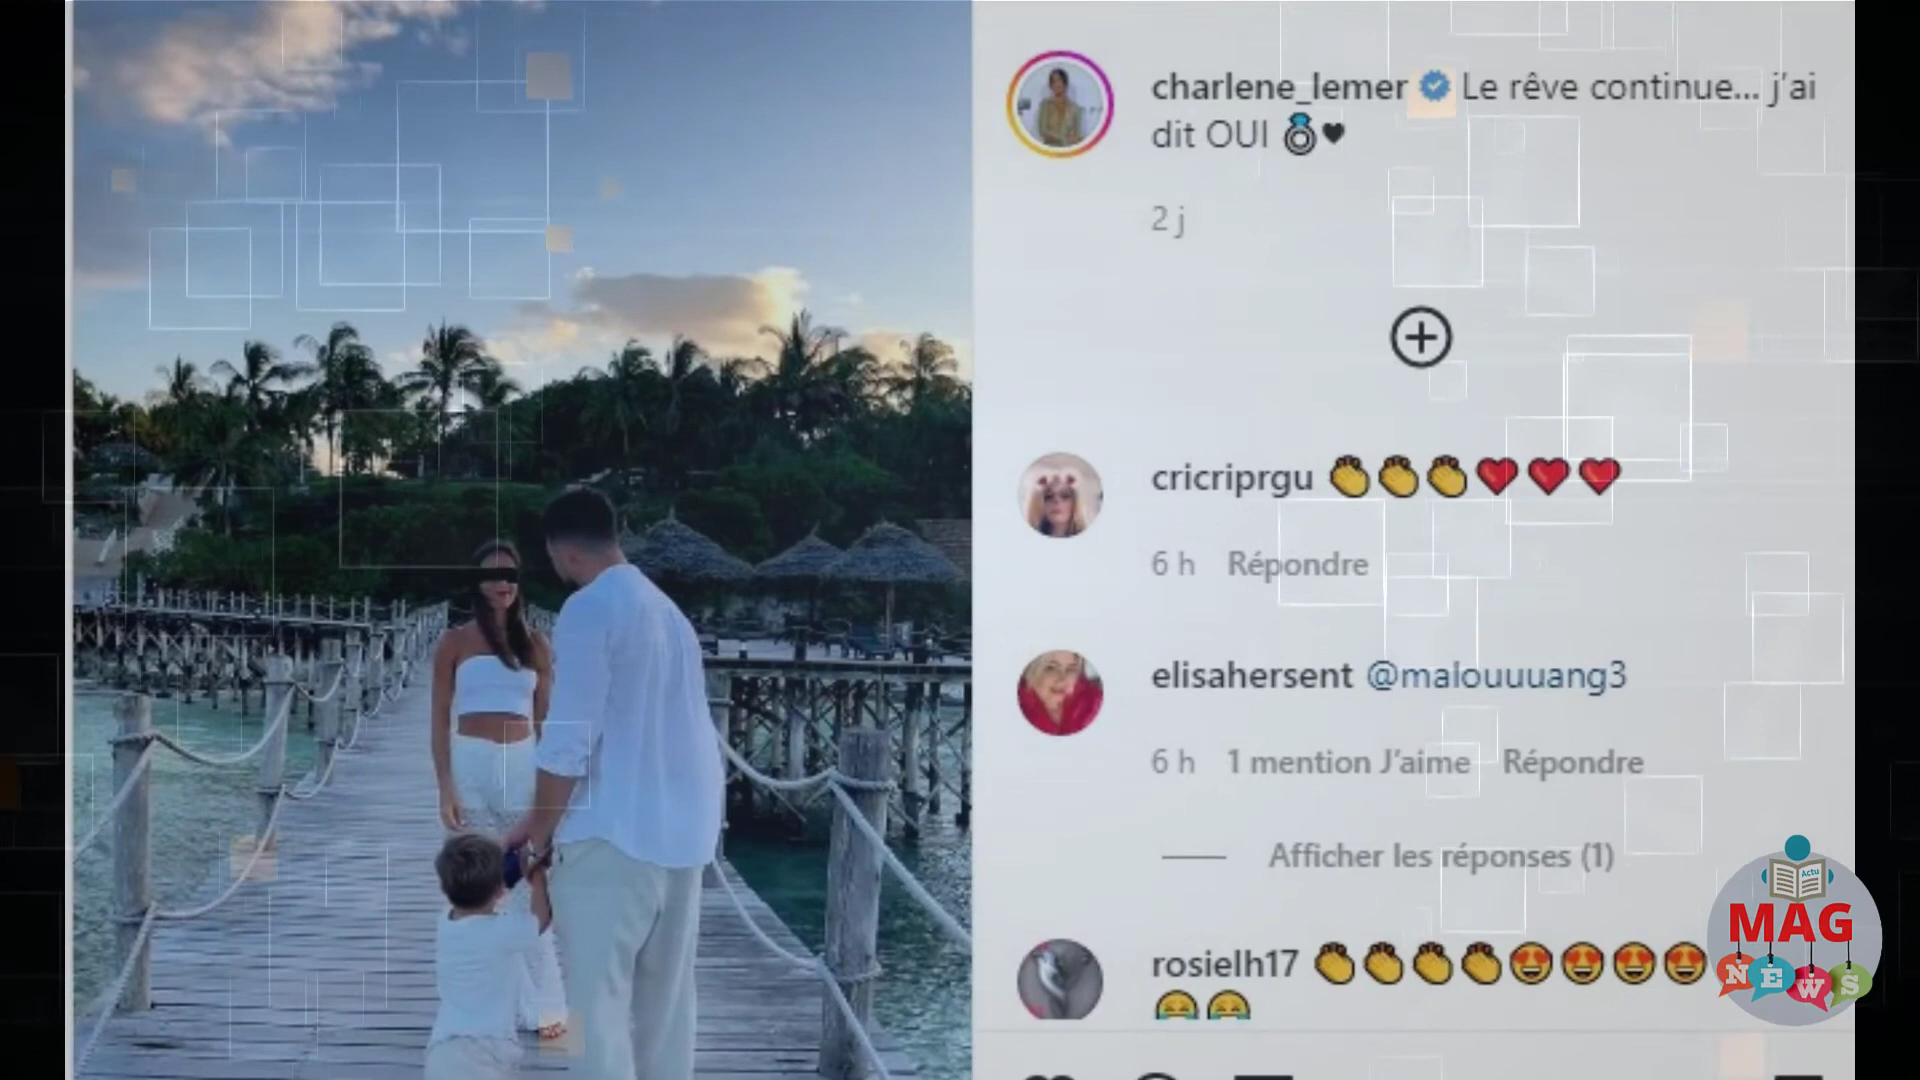 charlene_lemer Le rêve continue... j'ai
dit OUI
2 j
cricriprgu
6 h Répondre
elisahersent @malouuuang3
6 h 1 mention J'aime Répondre
Afficher les réponses (1)
rosielh17
Actu
MAG
NEWS